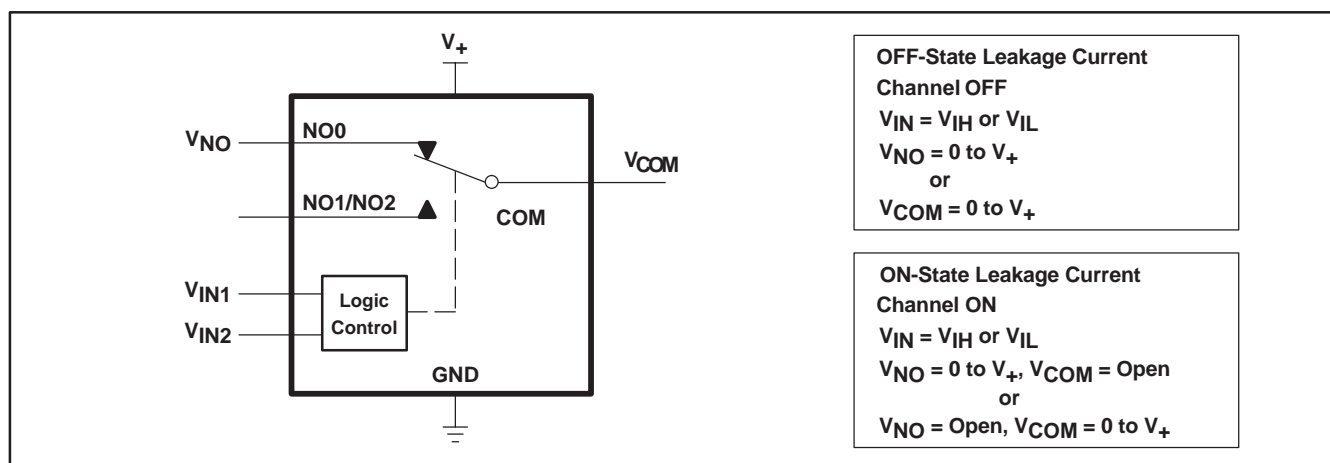 V+
VNO
NO0
VCOM
NO1/NO2
COM
VIN1
VIN2
Logic
Control
GND
OFF-State Leakage Current
Channel OFF
VIN = VIH or VIL
VNO = 0 to V+
or
VCOM = 0 to V+
ON-State Leakage Current
Channel ON
VIN = VIH or VIL
VNO = 0 to V+, VCOM = Open
or
VNO = Open, VCOM = 0 to V+